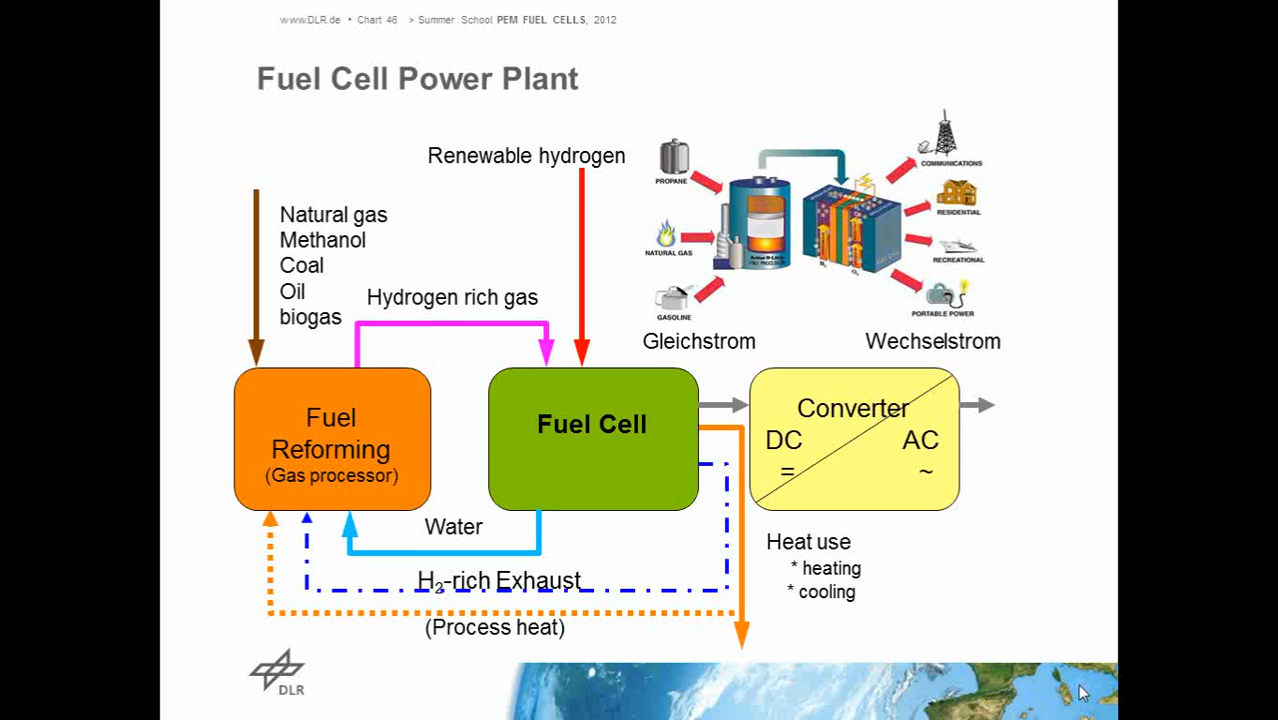 www.DLR.de • Chart 46 > Summer School PEM FUEL CELLS, 2012
Fuel Cell Power Plant
Renewable hydrogen
Natural gas
Methanol
Coal
Oil
biogas
Hydrogen rich gas
PROPANE
NATURAL GAS
GASOLINE
COMMUNICATIONS
RESIDENTIAL
RECREATIONAL
PORTABLE POWER
Gleichstrom
Wechselstrom
Fuel
Reforming
(Gas processor)
Fuel Cell
Converter
DC
AC
=
~
Water
H₂-rich Exhaust
(Process heat)
Heat use
* heating
* cooling
DLR